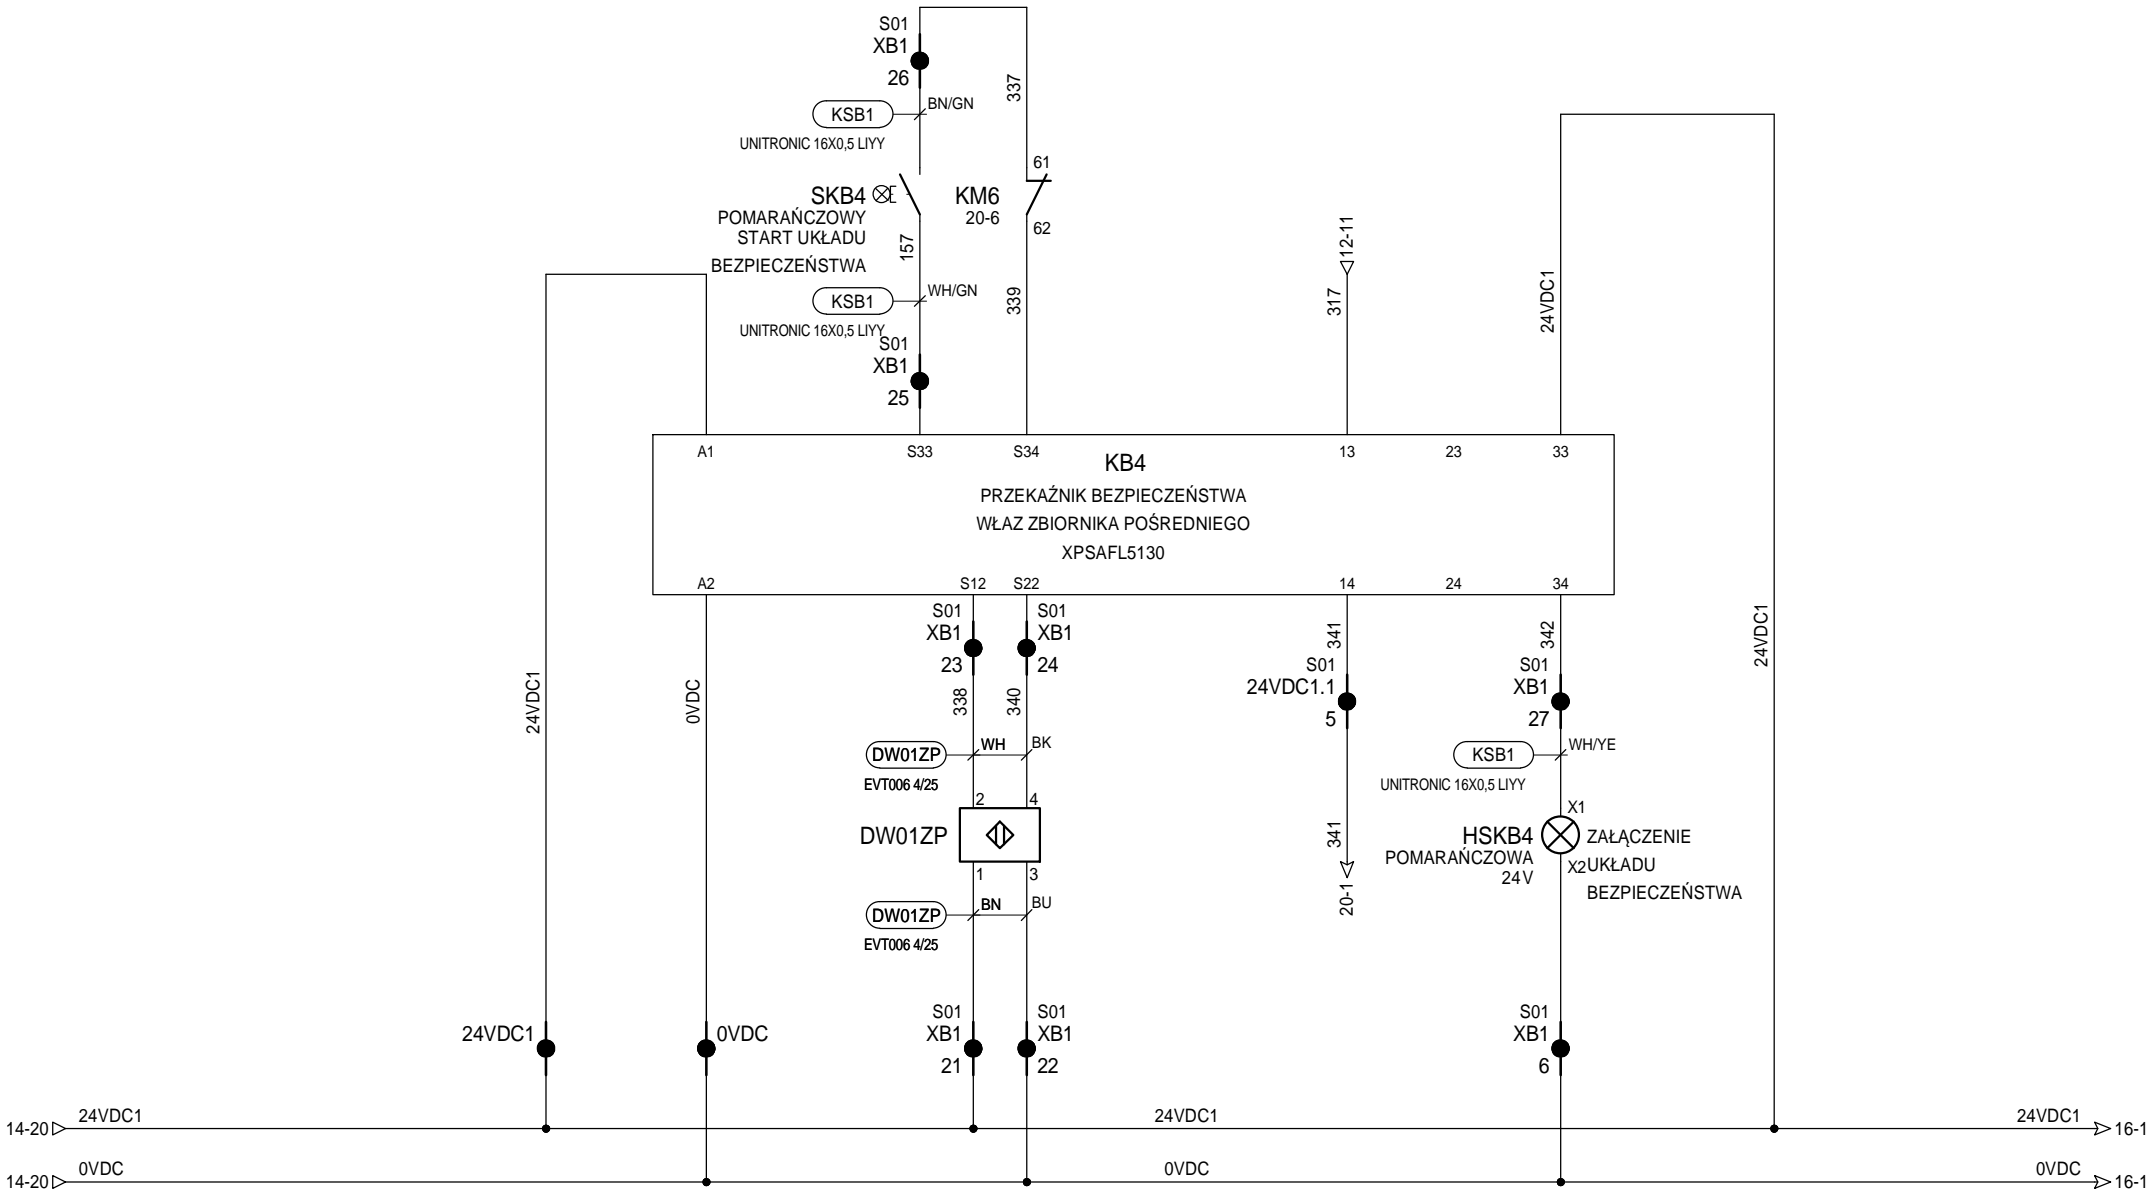 S01
XB1
26
337
KSB1
BN/GN
UNITRONIC 16X0,5 LIYY
61
SKB4
KM6
POMARAŃCZOWY
20-6
62
START UKŁADU
157
BEZPIECZEŃSTWA
12-11
KSB1
WH/GN
339
317
24VDC1
UNITRONIC 16X0,5 LIYY
S01
XB1
25
A1
S33
S34
13
23
33
KB4
PRZEKAŹNIK BEZPIECZEŃSTWA
WŁAZ ZBIORNIKA POŚREDNIEGO
XPSAFL5130
A2
S12
S22
14
24
34
S01
XB1
23
S01
XB1
24
341
342
24VDC1
S01
24VDC1.1
5
S01
XB1
27
24VDC1
0VDC
338
340
DW01ZP
WH
BK
EVT006 4/25
KSB1
WH/YE
UNITRONIC 16X0,5 LIYY
2
4
X1
DW01ZP
341
HSKB4
ZAŁĄCZENIE
POMARAŃCZOWA
X2
UKŁADU
24V
BEZPIECZEŃSTWA
1
3
20-1
DW01ZP
BN
BU
EVT006 4/25
24VDC1
0VDC
S01
XB1
21
S01
XB1
22
S01
XB1
6
14-20
24VDC1
24VDC1
24VDC1
16-1
14-20
0VDC
0VDC
0VDC
16-1